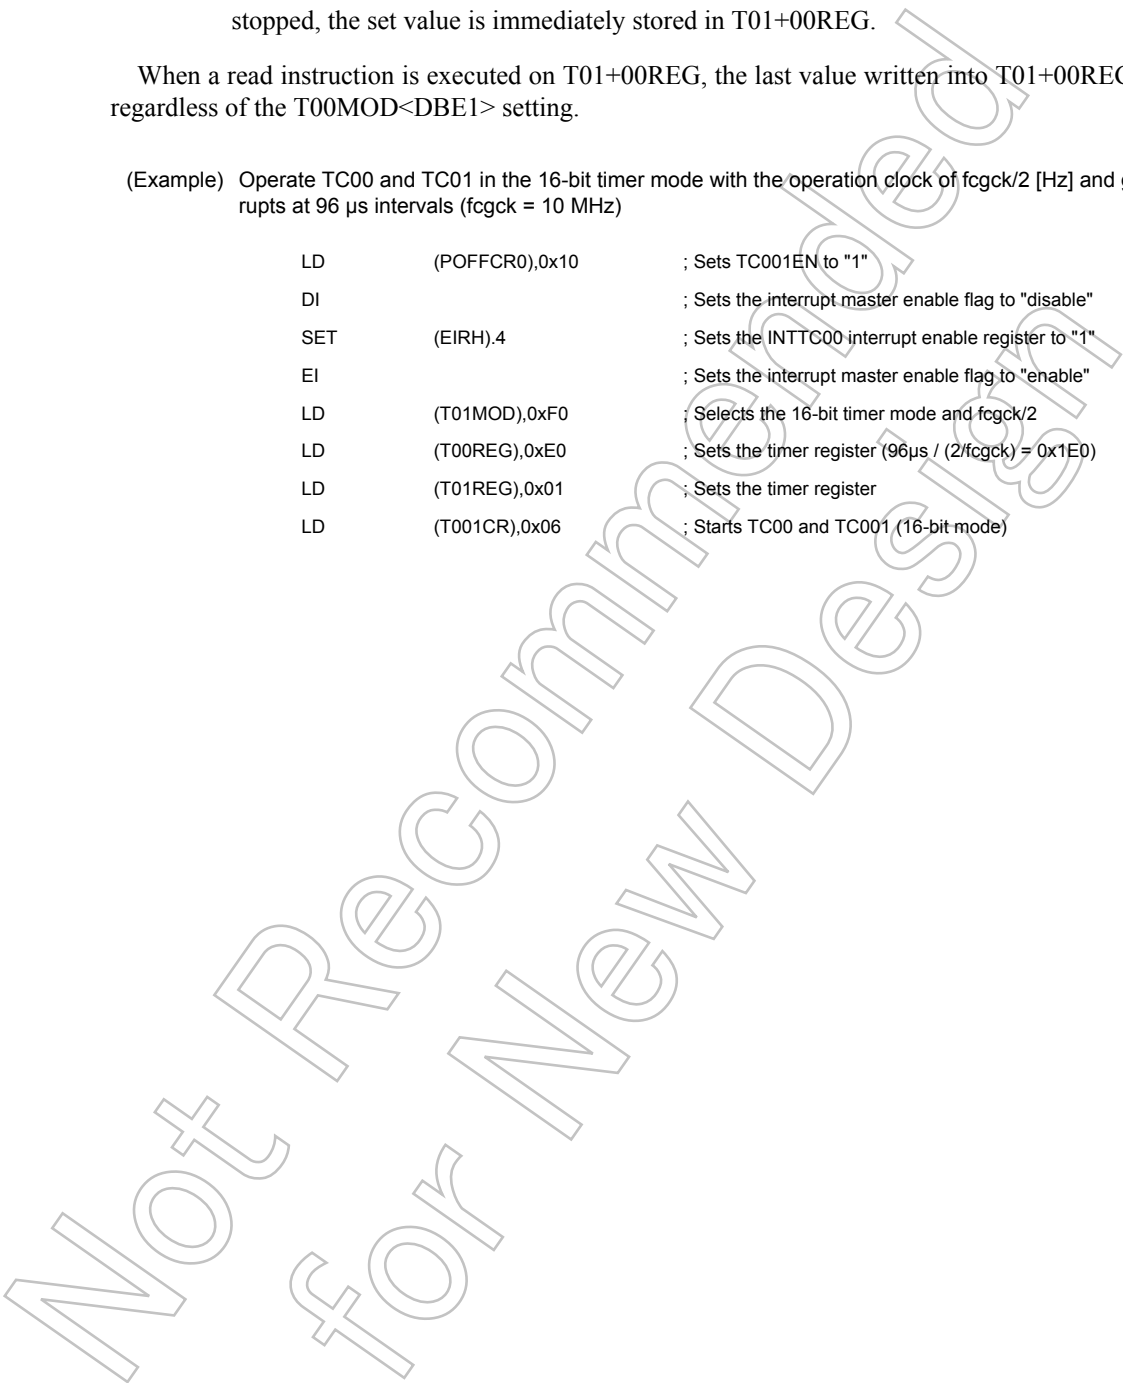 stopped, the set value is immediately stored in T01+00REG.
When a read instruction is executed on T01+00REG, the last value written into T01+00REG
regardless of the T00MOD<DBE1> setting.
(Example) Operate TC00 and TC01 in the 16-bit timer mode with the operation clock of fcgck/2 [Hz] and
rupts at 96 µs intervals (fcgck = 10 MHz)
LD (POFFCR0),0x10 ; Sets TC001EN to "1"
DI ; Sets the interrupt master enable flag to "disable"
SET (EIRH).4 ; Sets the INTTC00 interrupt enable register to "1"
EI ; Sets the interrupt master enable flag to "enable"
LD (T01MOD),0xF0 ; Selects the 16-bit timer mode and fcgck/2
LD (T00REG),0xE0 ; Sets the timer register (96µs / (2/fcgck) = 0x1E0)
LD (T01REG),0x01 ; Sets the timer register
LD (T001CR),0x06 ; Starts TC00 and TC001 (16-bit mode)
Not Recommended
for New Design